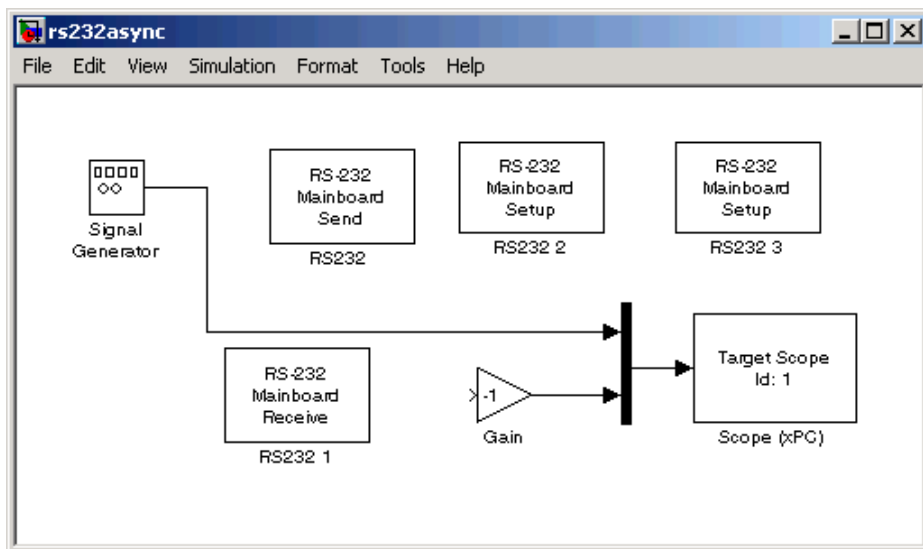 rs232async
File Edit View Simulation Format Tools Help
Signal
Generator
RS-232
Mainboard
Send
RS232
RS-232
Mainboard
Setup
RS232 2
RS-232
Mainboard
Setup
RS232 3
RS-232
Mainboard
Receive
RS232 1
-1
Gain
Target Scope
Id: 1
Scope (xPC)